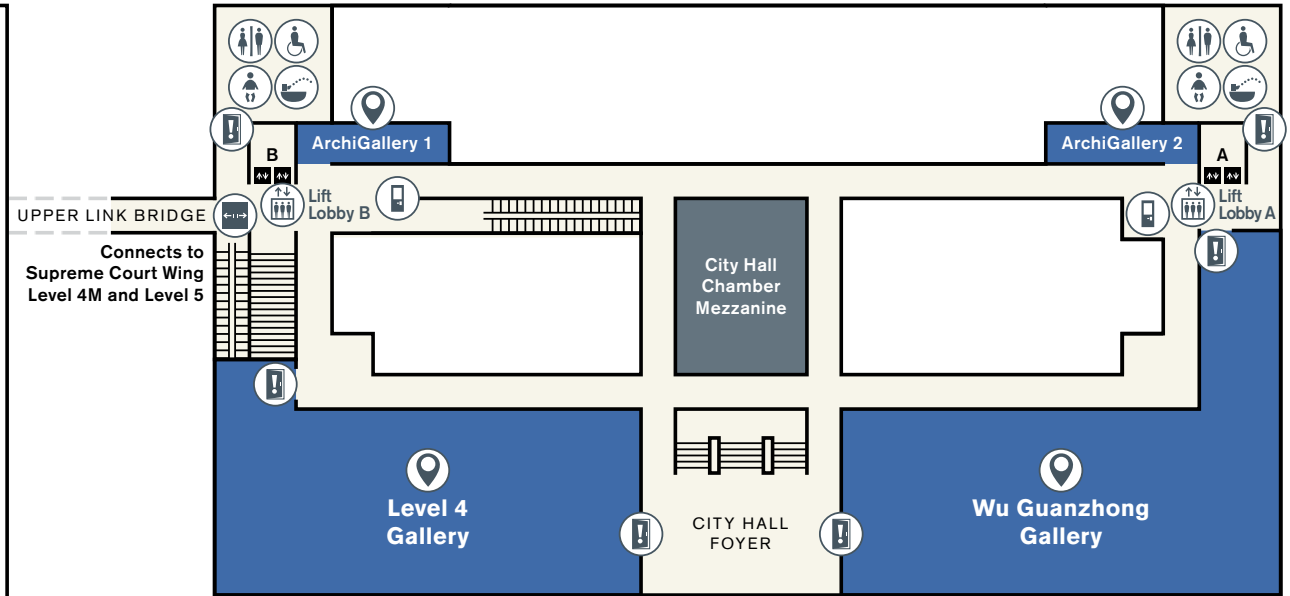 ArchiGallery 1
ArchiGallery 2
B
A
Lift
Lobby B
Lift
Lobby A
UPPER LINK BRIDGE
Connects to
Supreme Court Wing
Level 4M and Level 5
City Hall
Chamber
Mezzanine
Level 4
Gallery
CITY HALL
FOYER
Wu Guanzhong
Gallery